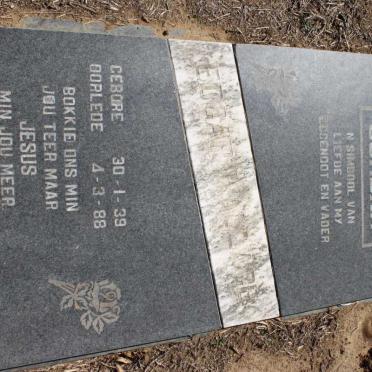 'N SIMBOOL VAN
LIEFDE AAN MY
EGGENOOT EN VADER
GEBORE 30-1-39
OORLEDE 4-3-88
BOKKIE ONS MIN
JOU TEER MAAR
JESUS
MIN JOU MEER